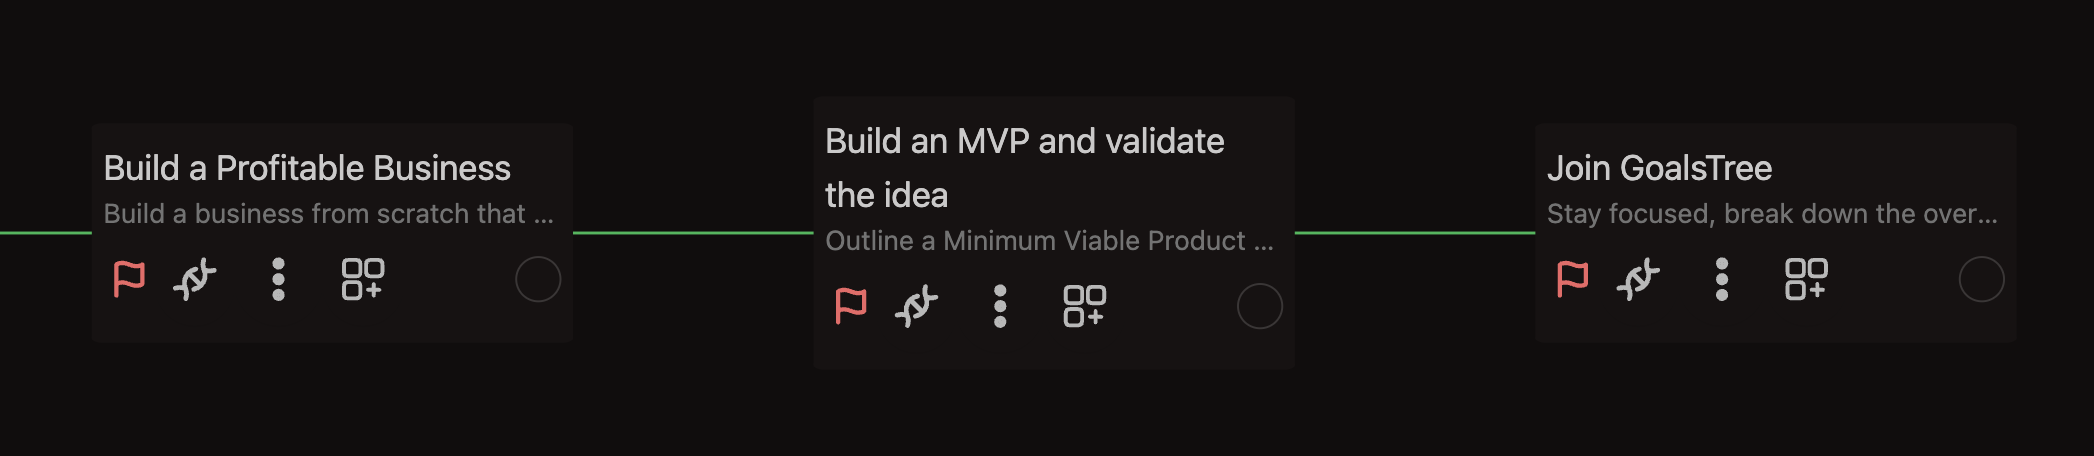 Build a Profitable Business
Build a business from scratch that ...
Build an MVP and validate
the idea
Outline a Minimum Viable Product ...
Join GoalsTree
Stay focused, break down the over...